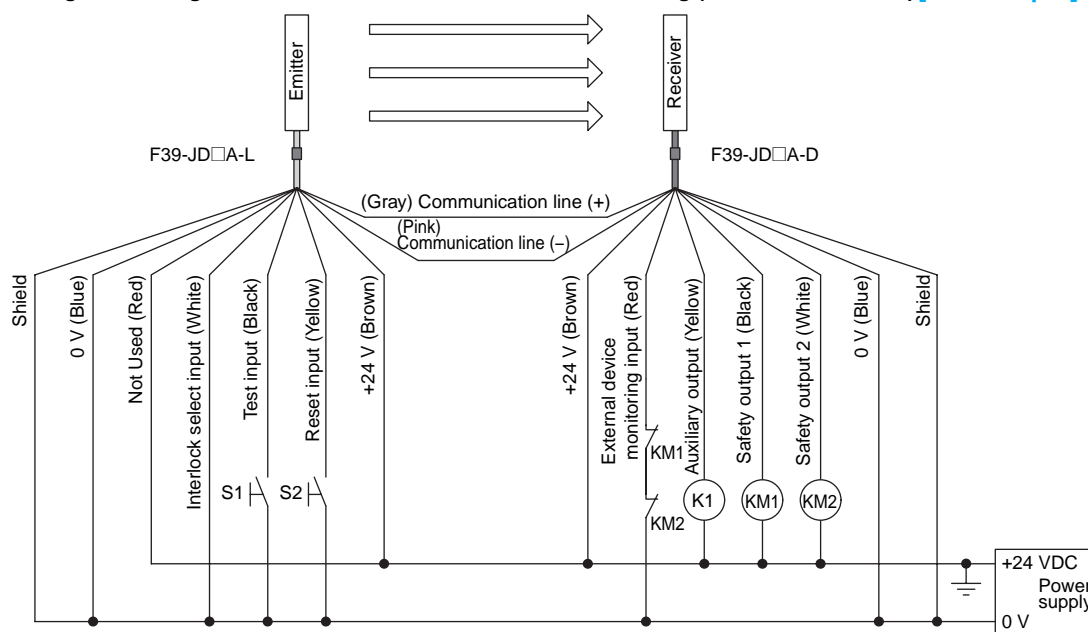 Emitter
Receiver
F39-JD□A-L
F39-JD□A-D
(Gray) Communication line (+)
(Pink)
Communication line (–)
Shield
0 V (Blue)
Not Used (Red)
Interlock select input (White)
Test input (Black)
Reset input (Yellow)
+24 V (Brown)
+24 V (Brown)
External device
monitoring input (Red)
Auxiliary output (Yellow)
Safety output 1 (Black)
Safety output 2 (White)
0 V (Blue)
Shield
S1
S2
KM1
KM2
K1
KM1
KM2
+24 VDC
Power
supply
0 V